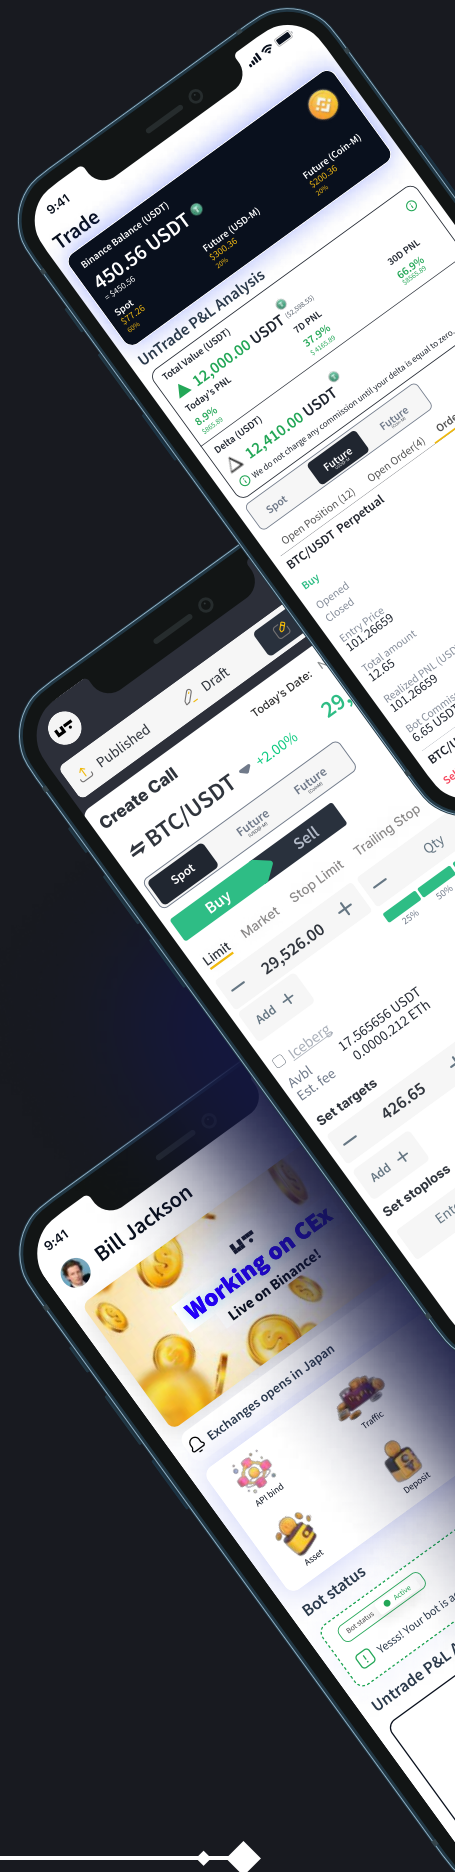 9:41
Trade
Binance Balance (USDT)
450.56 USDT
≈ $450.56
Spot
$77.26
60%
Future (USD-M)
$300.36
20%
Future (Coin-M)
$200.36
20%
UnTrade P&L Analysis
Total Value (USDT)
12,000.00 USDT
Today's PNL
8.9%
7D PNL
37.9%
$ 4165.89
30D PNL
66.9%
$8565.89
Delta (USDT)
12,410.00 USDT
We do not charge any commission until your delta is equal to zero.
Spot
Future
Future
Open Position (12)
Open Order(4)
Orde
BTC/USDT Perpetual
Buy
Opened
Closed
Entry Price
101.26659
Total amount
12.65
Realized PNL (USD
101.26659
Bot Commiss
6.65 USDT
BTC/U
Sel
Published
Draft
Create Call
Today's Date:
BTC/USDT
+2.00%
29,
Spot
Future
(USD@-M)
Future
(CoinM)
Buy
Sell
Limit
Market
Stop Limit
Trailing Stop
29,526.00
Qty
25%
50%
Add
Iceberg
Avbl
17.565656 USDT
Est. fee
0.0000.212 ETh
Set targets
426.65
Add
Set stoploss
Ente
9:41
Bill Jackson
Working on CEx
Live on Binance!
Exchanges opens in Japan
API bind
Traffic
Asset
Deposit
Bot status
Bot status
Active
Yesss! Your bot is a
Untrade P&L A